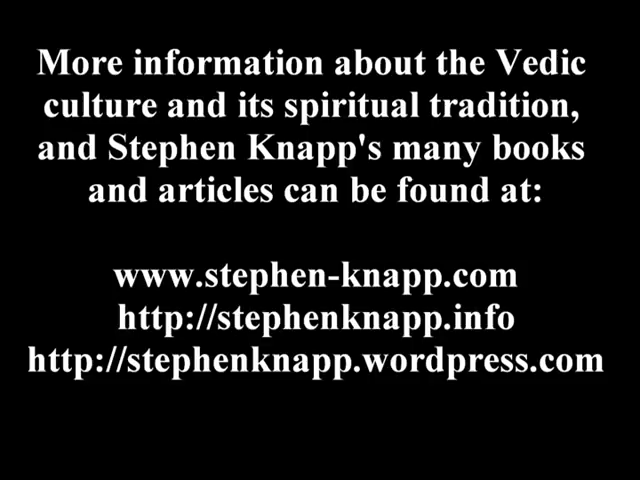 More information about the Vedic
culture and its spiritual tradition,
and Stephen Knapp's many books
and articles can be found at:
www.stephen-knapp.com
http://stephenknapp.info
http://stephenknapp.wordpress.com